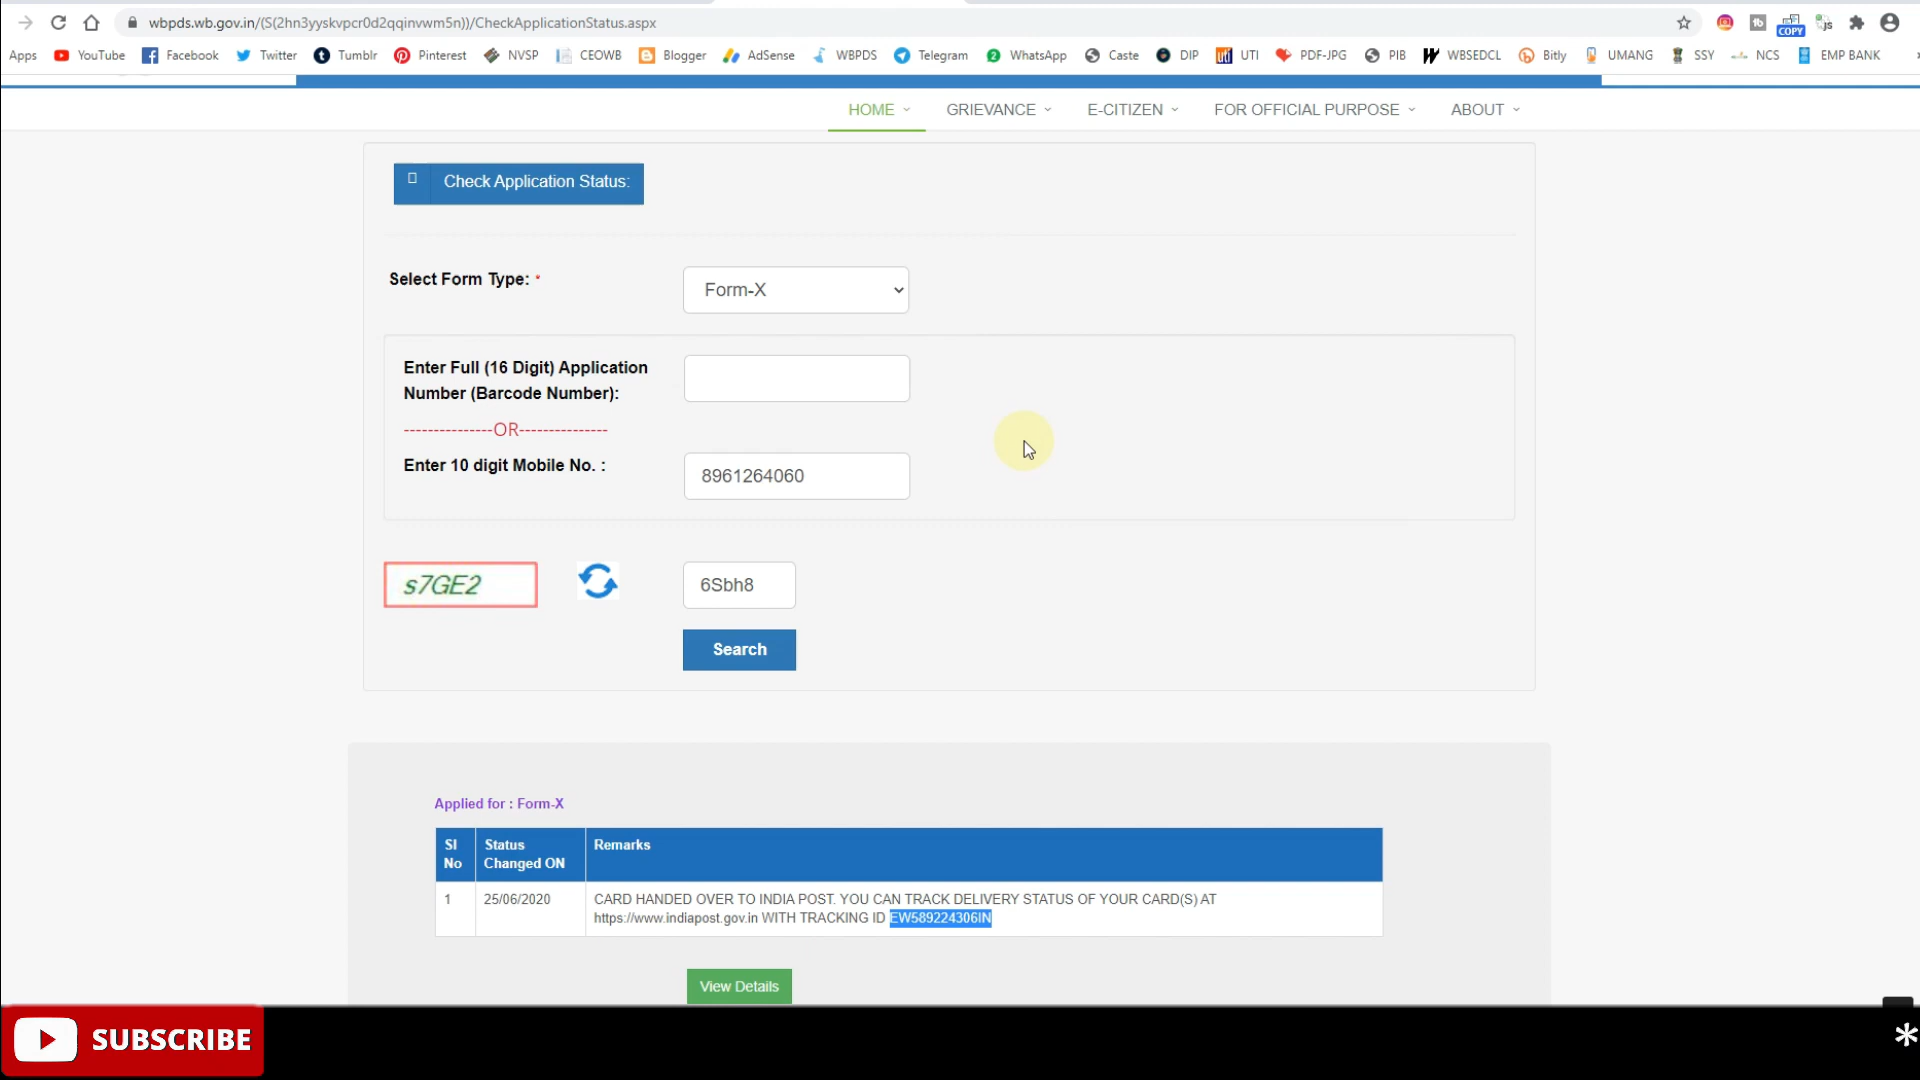 wbpds.wb.gov.in/(S(2hn3yyskvpcr0d2qqinvwm5n))/CheckApplicationStatus.aspx
COPY
Apps YouTube Facebook Twitter Tumblr Pinterest NVSP CEOWB Blogger AdSense WBPDS Telegram 2 WhatsApp Caste DIP uti UTI PDF-JPG PIB WBSEDCL Bitly UMANG SSY NCS EMP BANK
HOME GRIEVANCE E-CITIZEN FOR OFFICIAL PURPOSE ABOUT
Check Application Status:
Select Form Type: *
Form-X
Enter Full (16 Digit) Application
Number (Barcode Number):
---------------OR---------------
Enter 10 digit Mobile No. :
8961264060
s7GE2
6Sbh8
Search
Applied for : Form-X
Sl No
Status Changed ON
Remarks
1
25/06/2020
CARD HANDED OVER TO INDIA POST. YOU CAN TRACK DELIVERY STATUS OF YOUR CARD(S) AT
https://www.indiapost.gov.in WITH TRACKING ID EW589224306IN
View Details
SUBSCRIBE
*